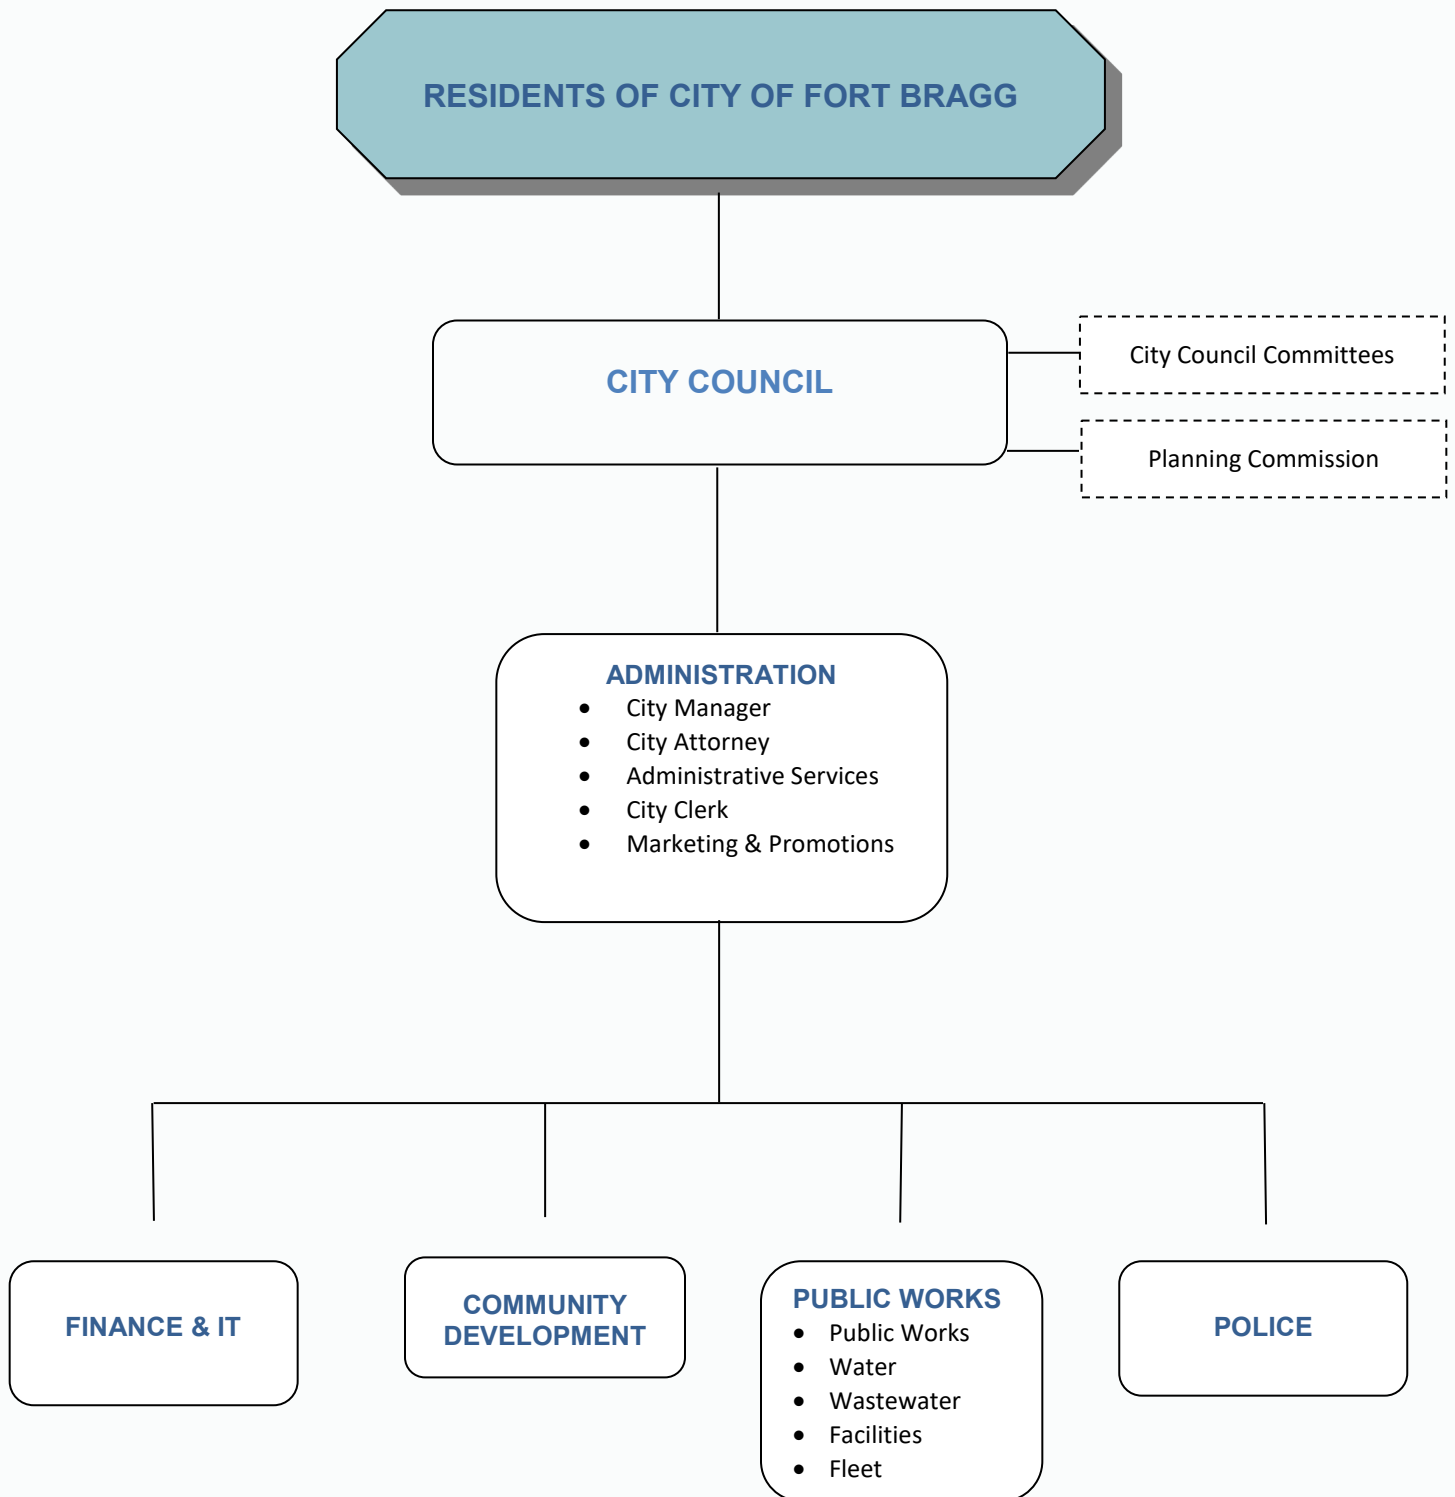 RESIDENTS OF CITY OF FORT BRAGG
CITY COUNCIL
City Council Committees
Planning Commission
ADMINISTRATION
• City Manager
• City Attorney
• Administrative Services
• City Clerk
• Marketing & Promotions
FINANCE & IT
COMMUNITY
DEVELOPMENT
PUBLIC WORKS
• Public Works
• Water
• Wastewater
• Facilities
• Fleet
POLICE